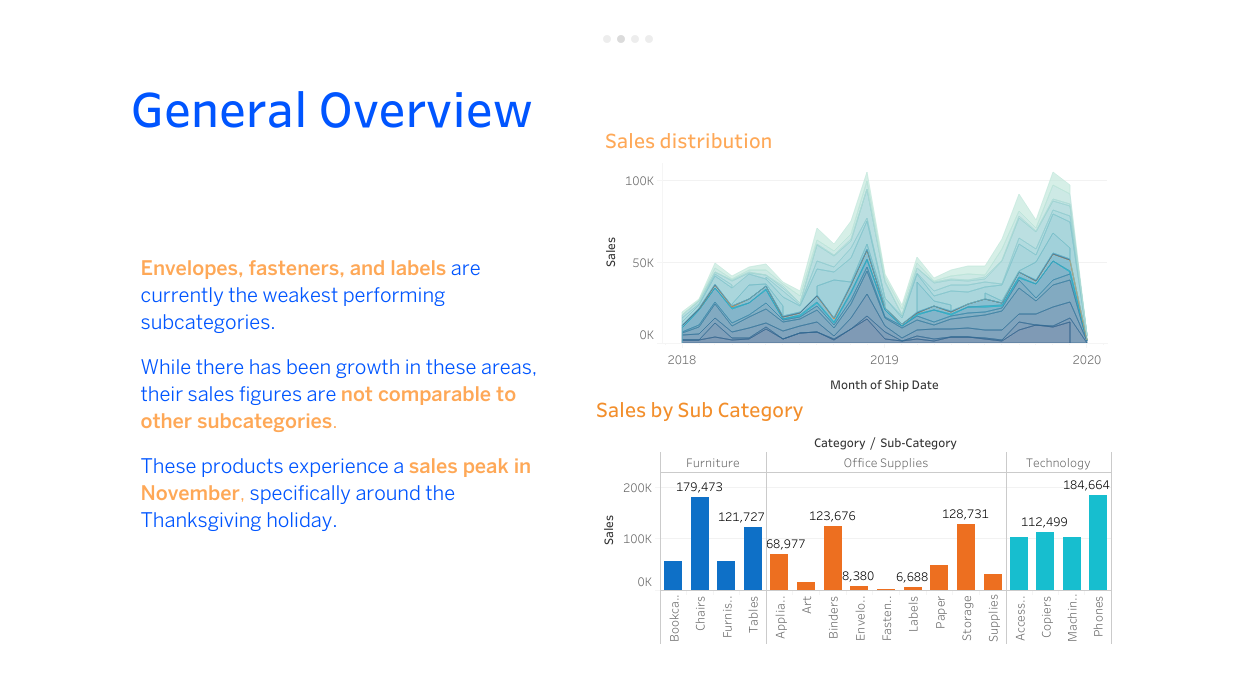 General Overview
Envelopes, fasteners, and labels are
currently the weakest performing
subcategories.
While there has been growth in these areas,
their sales figures are not comparable to
other subcategories.
These products experience a sales peak in
November, specifically around the
Thanksgiving holiday.
Sales distribution
100K
50K
0K
Sales
2018 2019 2020
Month of Ship Date
Sales by Sub Category
Category / Sub-Category
Furniture Office Supplies Technology
200K
100K
0K
Sales
179,473
121,727
68,977
123,676
8,380
6,688
128,731
112,499
184,664
Bookca..
Chairs
Furnis..
Tables
Applia..
Art
Binders
Envelo..
Fasten..
Labels
Paper
Storage
Supplies
Access..
Copiers
Machin..
Phones